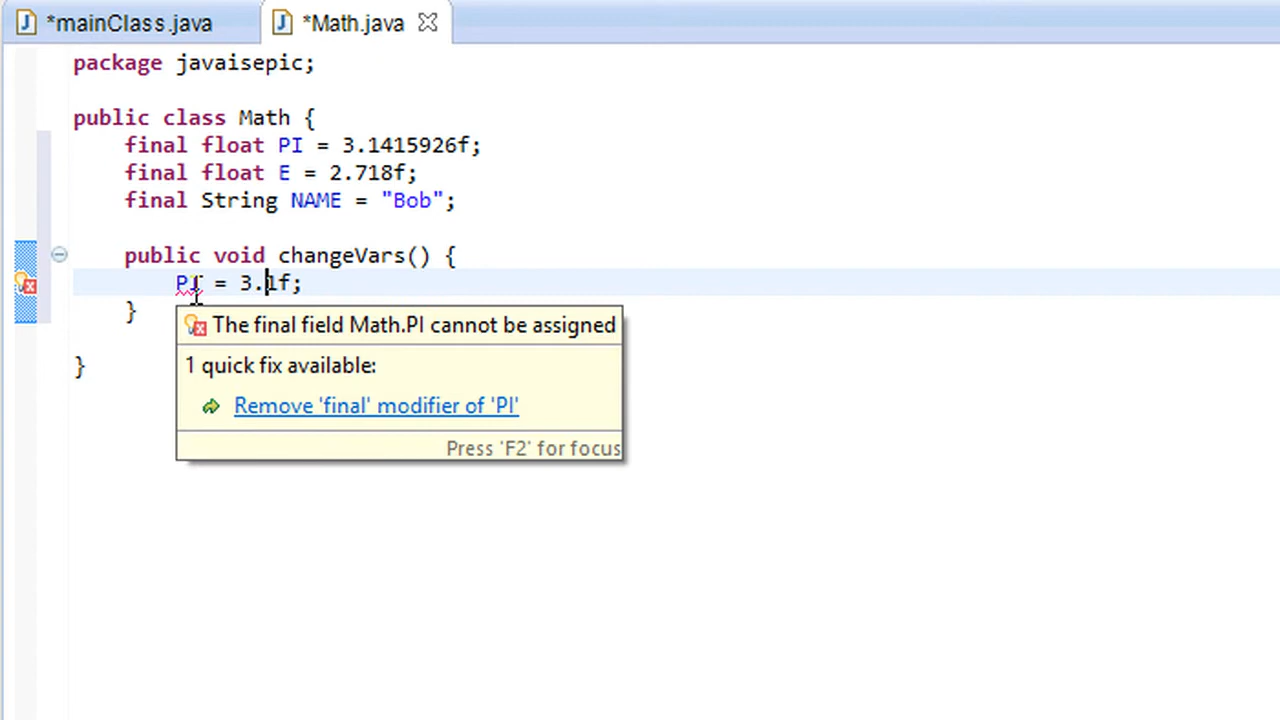 *mainClass.java *Math.java
package javaisepic;
public class Math {
final float PI = 3.1415926f;
final float E = 2.718f;
final String NAME = "Bob";
public void changeVars() {
PI = 3.1f;
}
The final field Math.PI cannot be assigned
1 quick fix available:
Remove 'final' modifier of 'PI'
Press 'F2' for focus
}